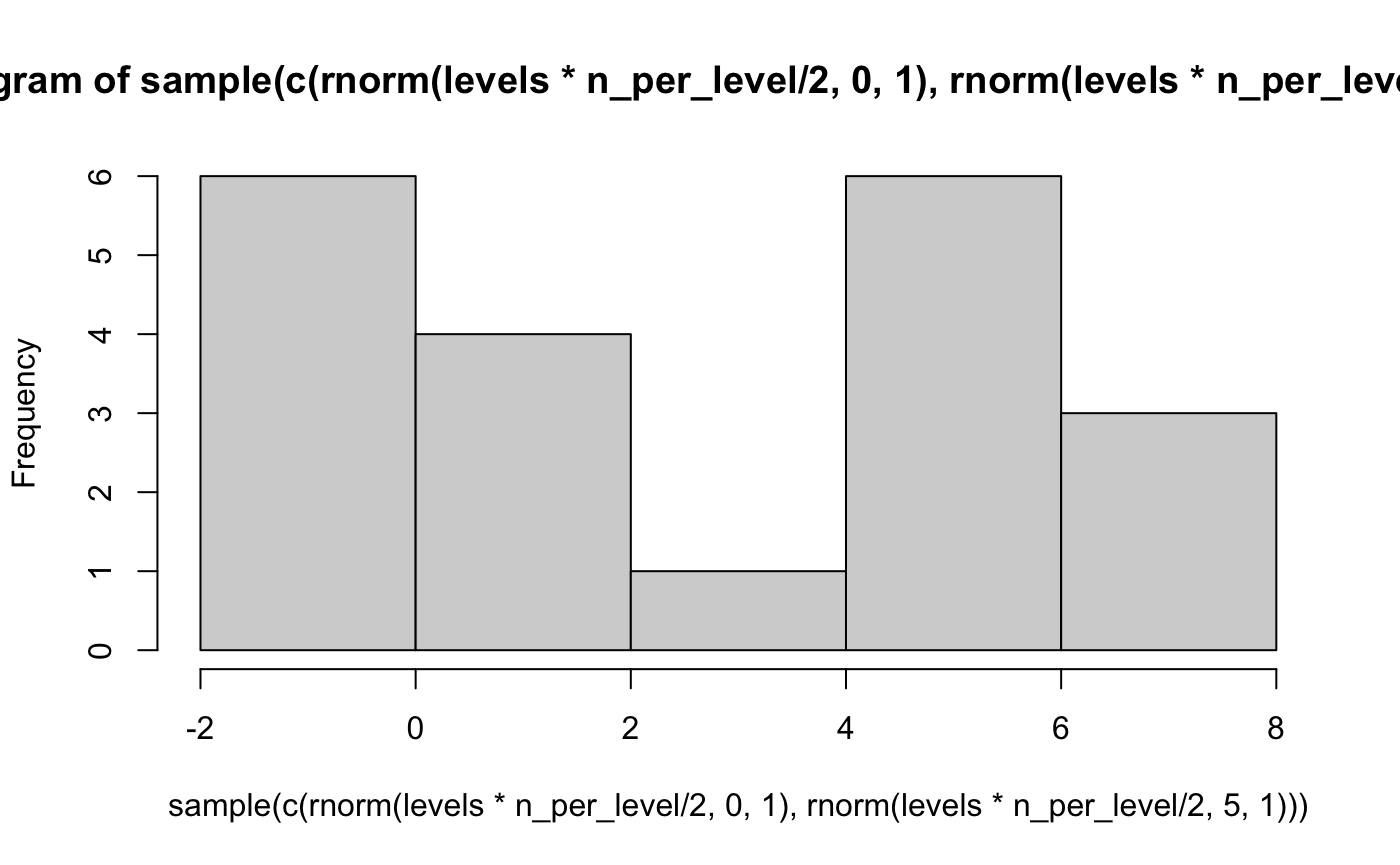 gram of sample(c(rnorm(levels * n_per_level/2, 0, 1), rnorm(levels * n_per_leve
6
5
4
3
2
1
0
Frequency
-2 0 2 4 6 8
sample(c(rnorm(levels * n_per_level/2, 0, 1), rnorm(levels * n_per_level/2, 5, 1)))